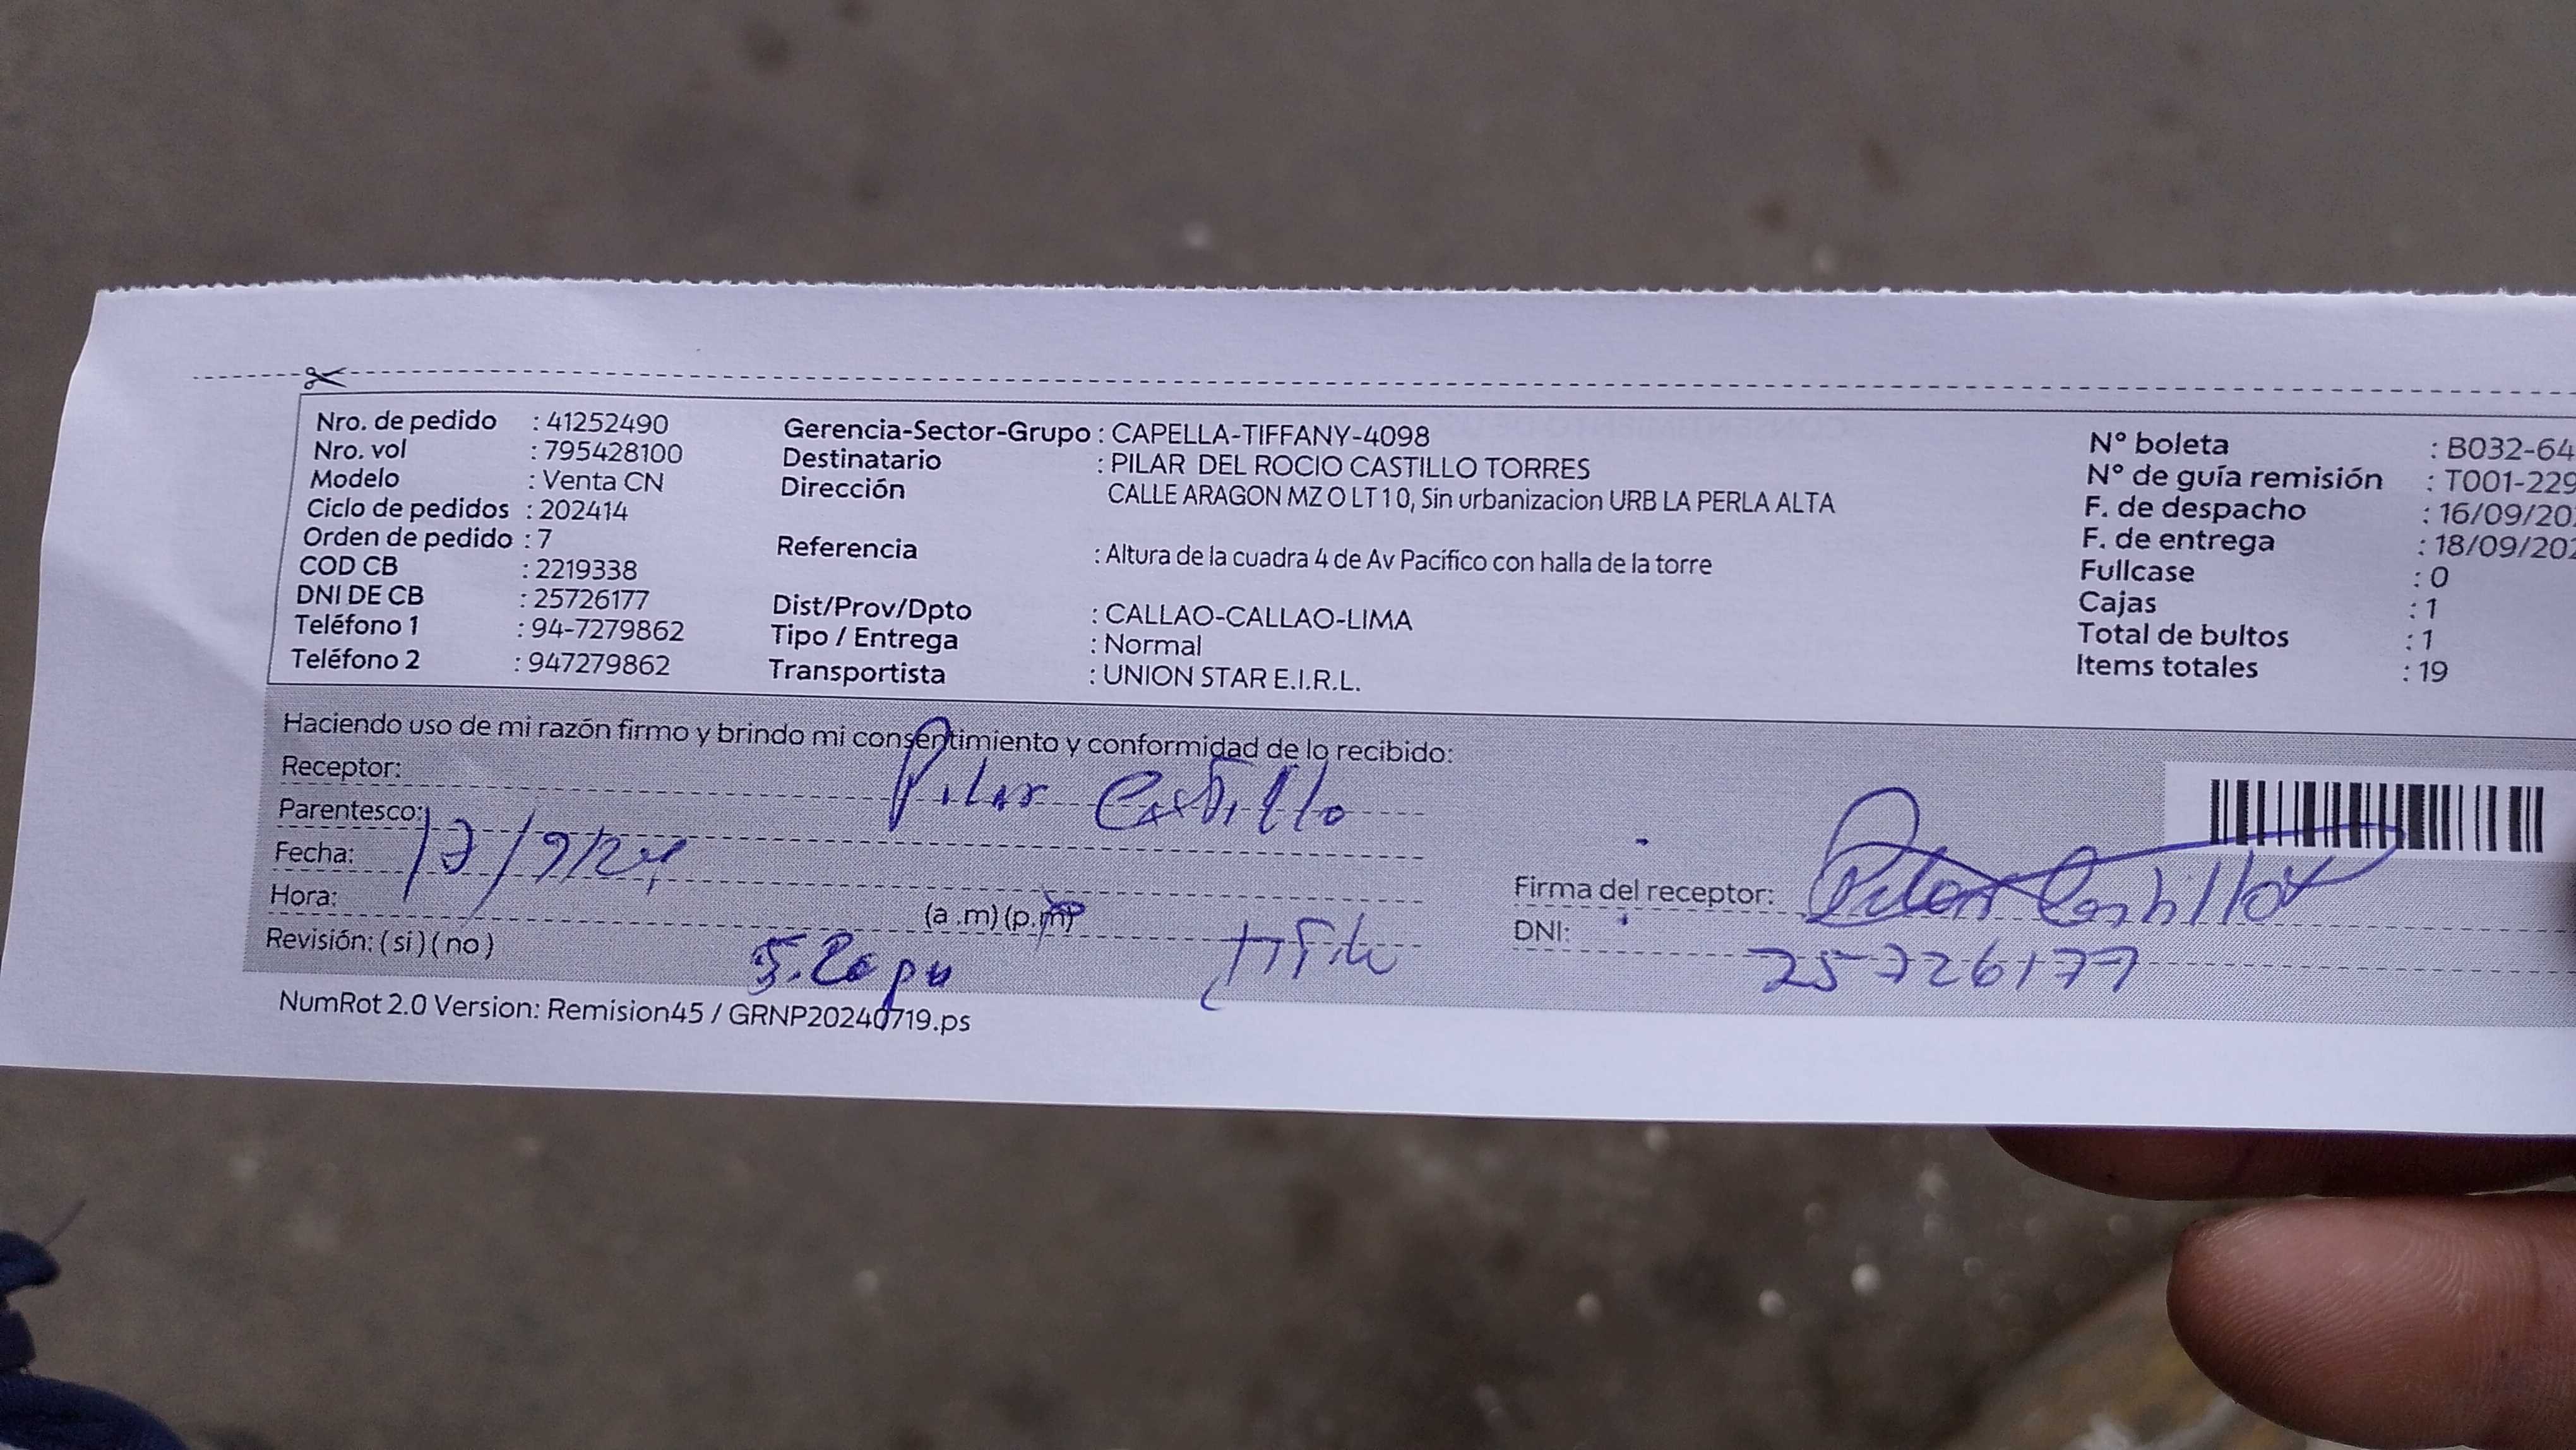 Nro. de pedido : 41252490
Nro. vol : 795428100
Modelo : Venta CN
Ciclo de pedidos : 202414
Orden de pedido : 7
COD CB : 2219338
DNI DE CB : 25726177
Teléfono 1 : 94-7279862
Teléfono 2 : 947279862
Gerencia-Sector-Grupo : CAPELLA-TIFFANY-4098
Destinatario : PILAR DEL ROCIO CASTILLO TORRES
Dirección CALLE ARAGON MZ O LT 10, Sin urbanizacion URB LA PERLA ALTA
Referencia : Altura de la cuadra 4 de Av Pacífico con halla de la torre
Dist/Prov/Dpto : CALLAO-CALLAO-LIMA
Tipo / Entrega : Normal
Transportista : UNION STAR E.I.R.L.
N° boleta : B032-64
N° de guía remisión : T001-229
F. de despacho : 16/09/20
F. de entrega : 18/09/202
Fullcase : 0
Cajas : 1
Total de bultos : 1
Items totales : 19
Haciendo uso de mi razón firmo y brindo mi consentimiento y conformidad de lo recibido:
Receptor: Pilar Castillo
Parentesco:
Fecha: 17/9/24
Hora: (a .m) (p.m)
Revisión: ( si ) ( no ) 5.20 pm
Firma del receptor: Pilar Castillo
DNI: 25726177
NumRot 2.0 Version: Remision45 / GRNP20240719.ps